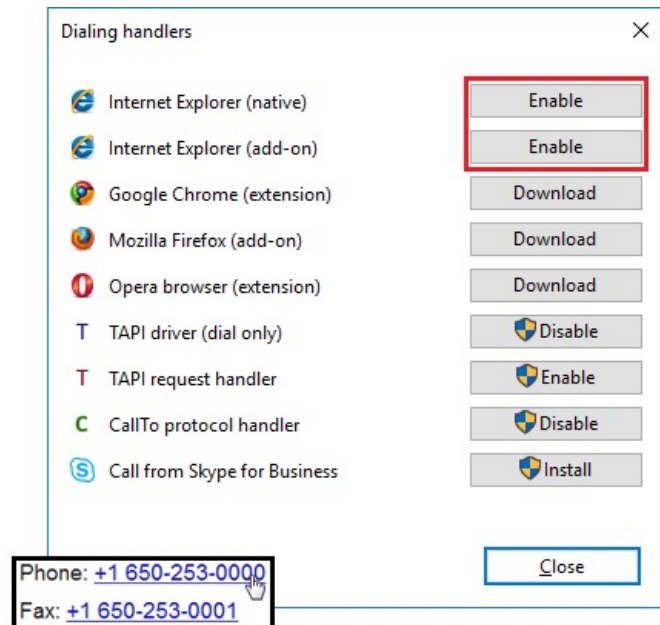 Dialing handlers
Internet Explorer (native) Enable
Internet Explorer (add-on) Enable
Google Chrome (extension) Download
Mozilla Firefox (add-on) Download
Opera browser (extension) Download
T TAPI driver (dial only) Disable
T TAPI request handler Enable
C CallTo protocol handler Disable
S Call from Skype for Business Install
Close
Phone: +1 650-253-0000
Fax: +1 650-253-0001